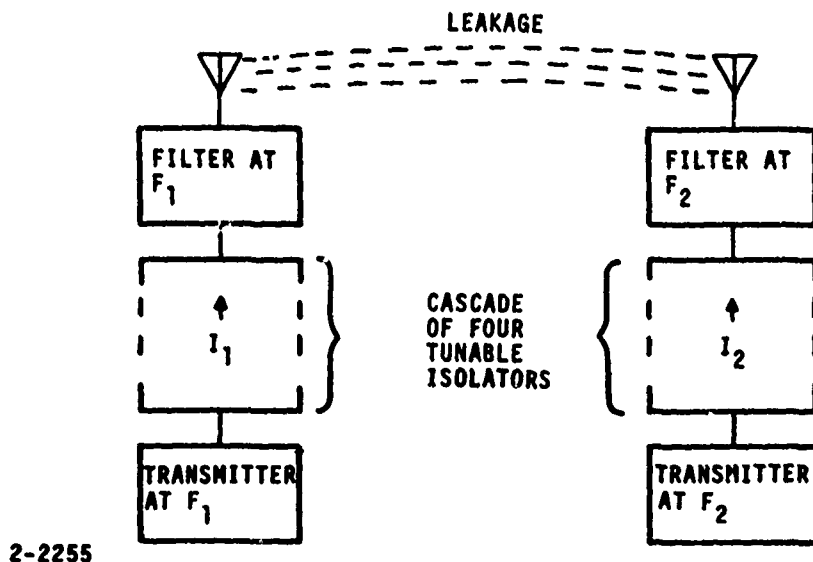 LEAKAGE
FILTER AT
F1
FILTER AT
F2
I1
CASCADE
OF FOUR
TUNABLE
ISOLATORS
I2
TRANSMITTER
AT F1
TRANSMITTER
AT F2
2-2255